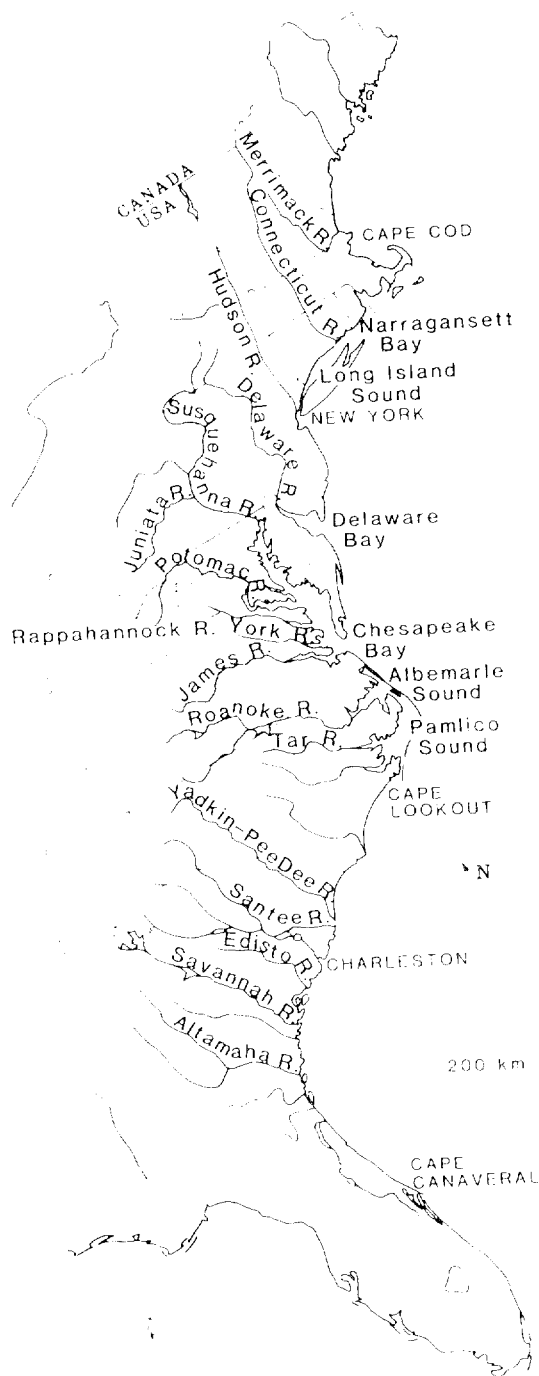 Merrimack R.
CANADA
USA
Connecticut R.
CAPE COD
Hudson R.
Narragansett
Bay
Long Island
Sound
NEW YORK
Delaware R.
Susquehanna R.
Juniata R.
Delaware
Bay
Potomac R.
Rappahannock R.
York R.
Chesapeake
Bay
James R.
Albemarle
Sound
Roanoke R.
Tar R.
Pamlico
Sound
CAPE
LOOKOUT
Yadkin-PeeDee R.
N
Santee R.
Edisto R.
CHARLESTON
Savannah R.
Altamaha R.
200 km
CAPE
CANAVERAL